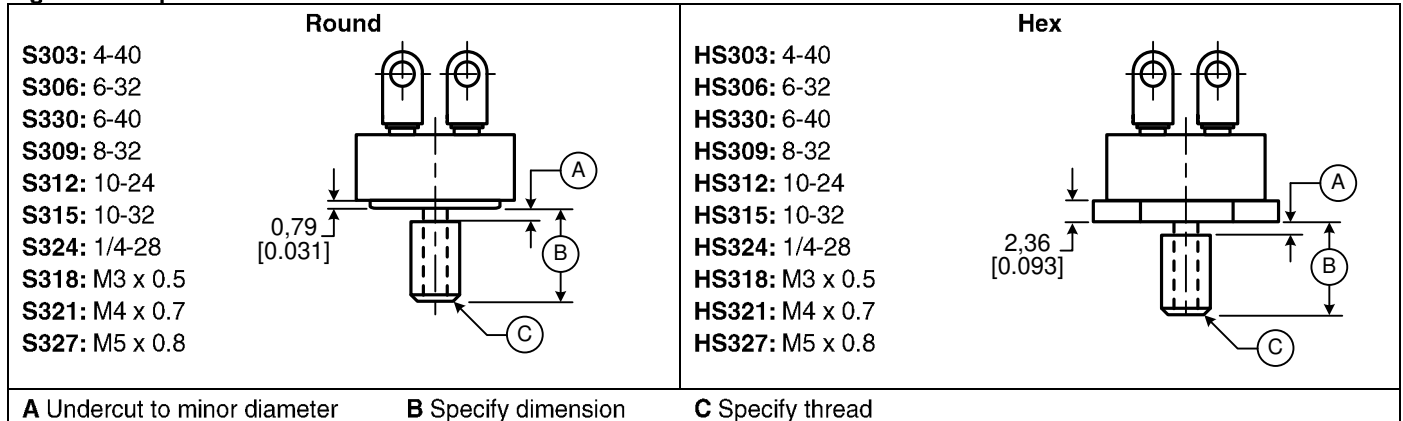 Round
S303: 4-40
S306: 6-32
S330: 6-40
S309: 8-32
S312: 10-24
S315: 10-32
S324: 1/4-28
S318: M3 x 0.5
S321: M4 x 0.7
S327: M5 x 0.8
0,79
[0.031]
A
B
C
Hex
HS303: 4-40
HS306: 6-32
HS330: 6-40
HS309: 8-32
HS312: 10-24
HS315: 10-32
HS324: 1/4-28
HS318: M3 x 0.5
HS321: M4 x 0.7
HS327: M5 x 0.8
2,36
[0.093]
A
B
C
A Undercut to minor diameter B Specify dimension C Specify thread